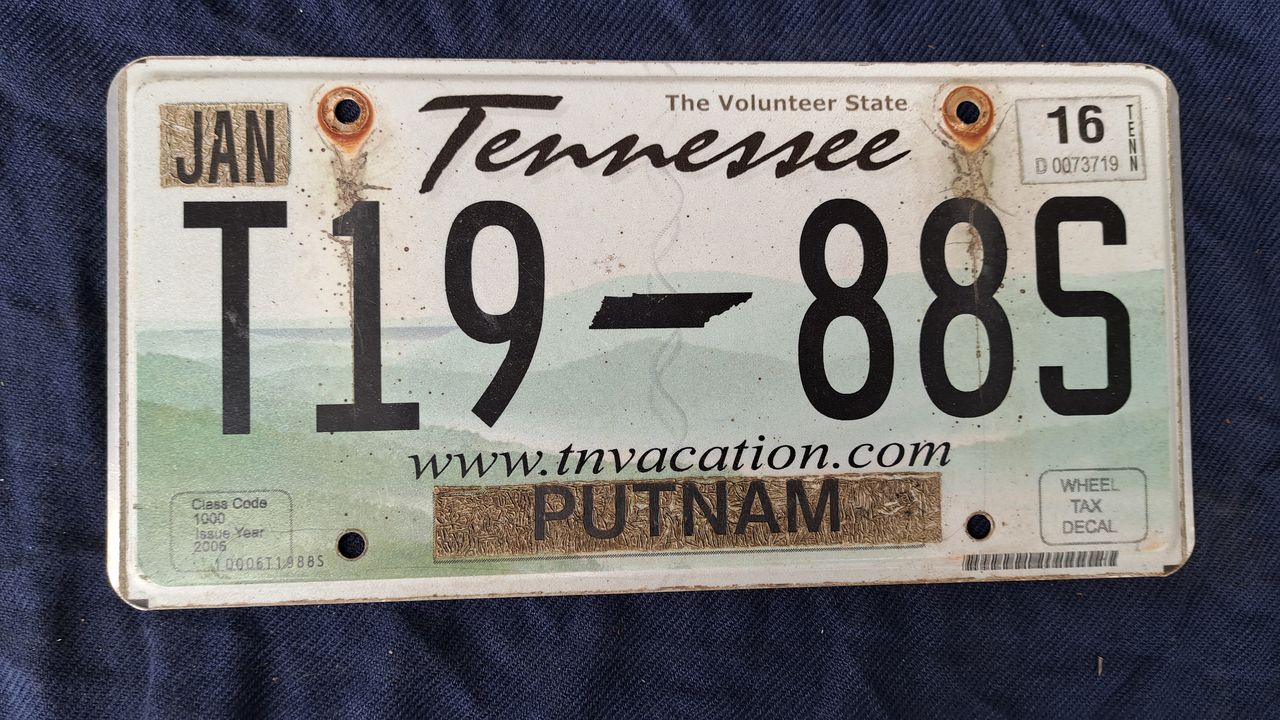 JAN
The Volunteer State
Tennessee
16
D 0073719
TENN
T19 88S
www.tnvacation.com
PUTNAM
Class Code
1000
Issue Year
2006
10006T1988S
WHEEL
TAX
DECAL